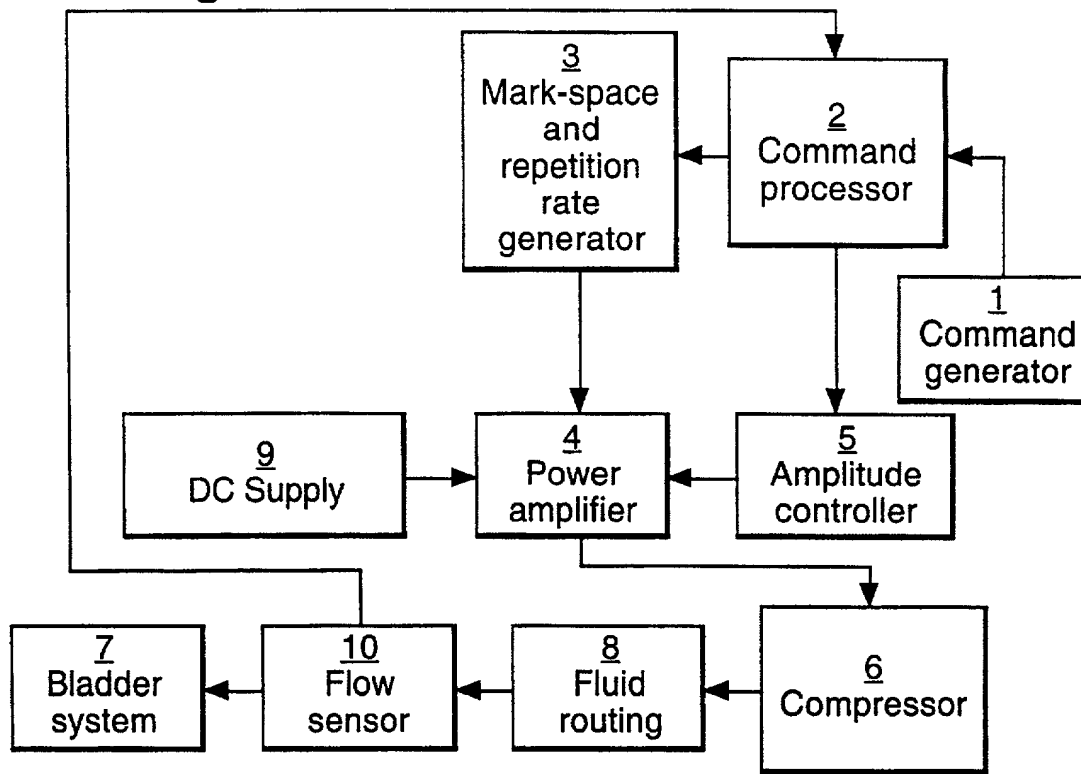 3
Mark-space
and
repetition
rate
generator
2
Command
processor
1
Command
generator
9
DC Supply
4
Power
amplifier
5
Amplitude
controller
7
Bladder
system
10
Flow
sensor
8
Fluid
routing
6
Compressor